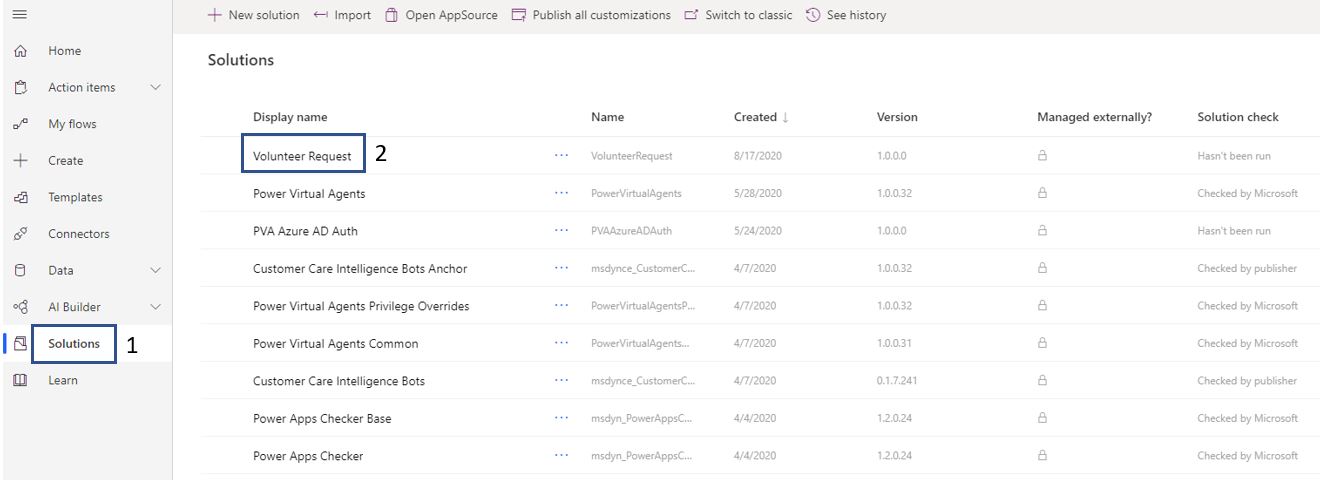 New solution Import Open AppSource Publish all customizations Switch to classic See history
Home
Action items
My flows
Create
Templates
Connectors
Data
AI Builder
Solutions 1
Learn
Solutions
Display name Name Created ↓ Version Managed externally? Solution check
Volunteer Request 2 ... VolunteerRequest 8/17/2020 1.0.0.0 Hasn't been run
Power Virtual Agents ... PowerVirtualAgents 5/28/2020 1.0.0.32 Checked by Microsoft
PVA Azure AD Auth ... PVAAzureADAuth 5/24/2020 1.0.0.0 Hasn't been run
Customer Care Intelligence Bots Anchor ... msdynce_CustomerC... 4/7/2020 1.0.0.32 Checked by publisher
Power Virtual Agents Privilege Overrides ... PowerVirtualAgentsP... 4/7/2020 1.0.0.32 Checked by Microsoft
Power Virtual Agents Common ... PowerVirtualAgents... 4/7/2020 1.0.0.31 Checked by Microsoft
Customer Care Intelligence Bots ... msdynce_CustomerC... 4/7/2020 0.1.7.241 Checked by publisher
Power Apps Checker Base ... msdyn_PowerAppsC... 4/4/2020 1.2.0.24 Checked by Microsoft
Power Apps Checker ... msdyn_PowerAppsC... 4/4/2020 1.2.0.24 Checked by Microsoft